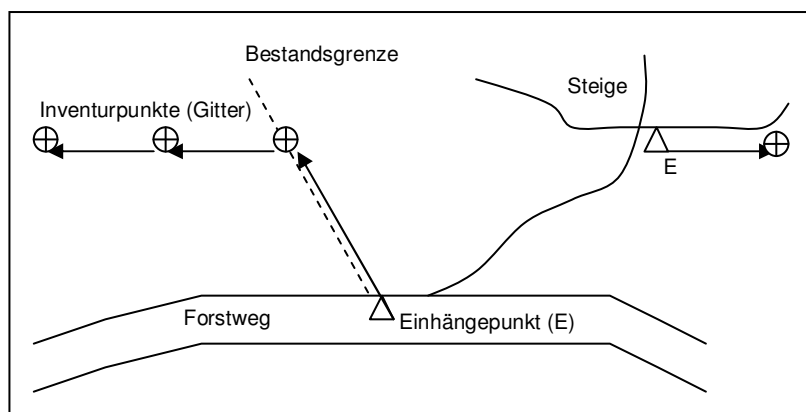 Bestandsgrenze
Steige
Inventurpunkte (Gitter)
E
Forstweg
Einhängepunkt (E)